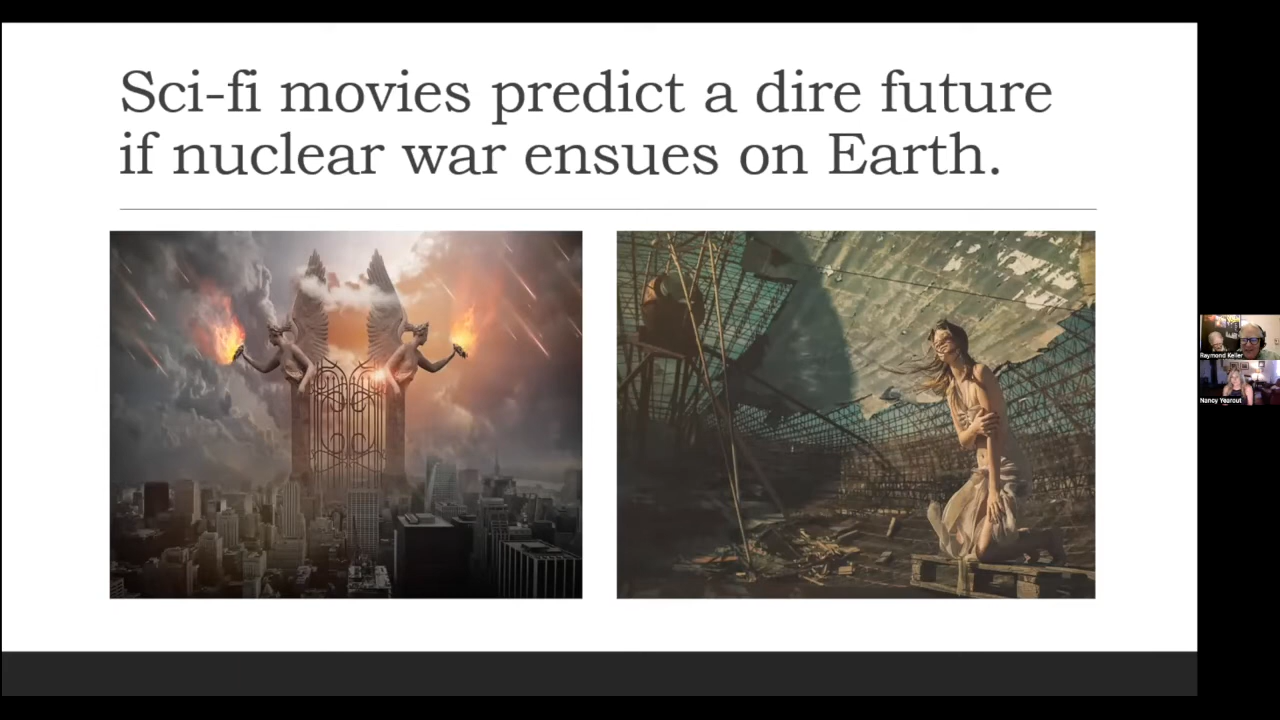 Sci-fi movies predict a dire future
if nuclear war ensues on Earth.
Raymond Keller
Nancy Yearout